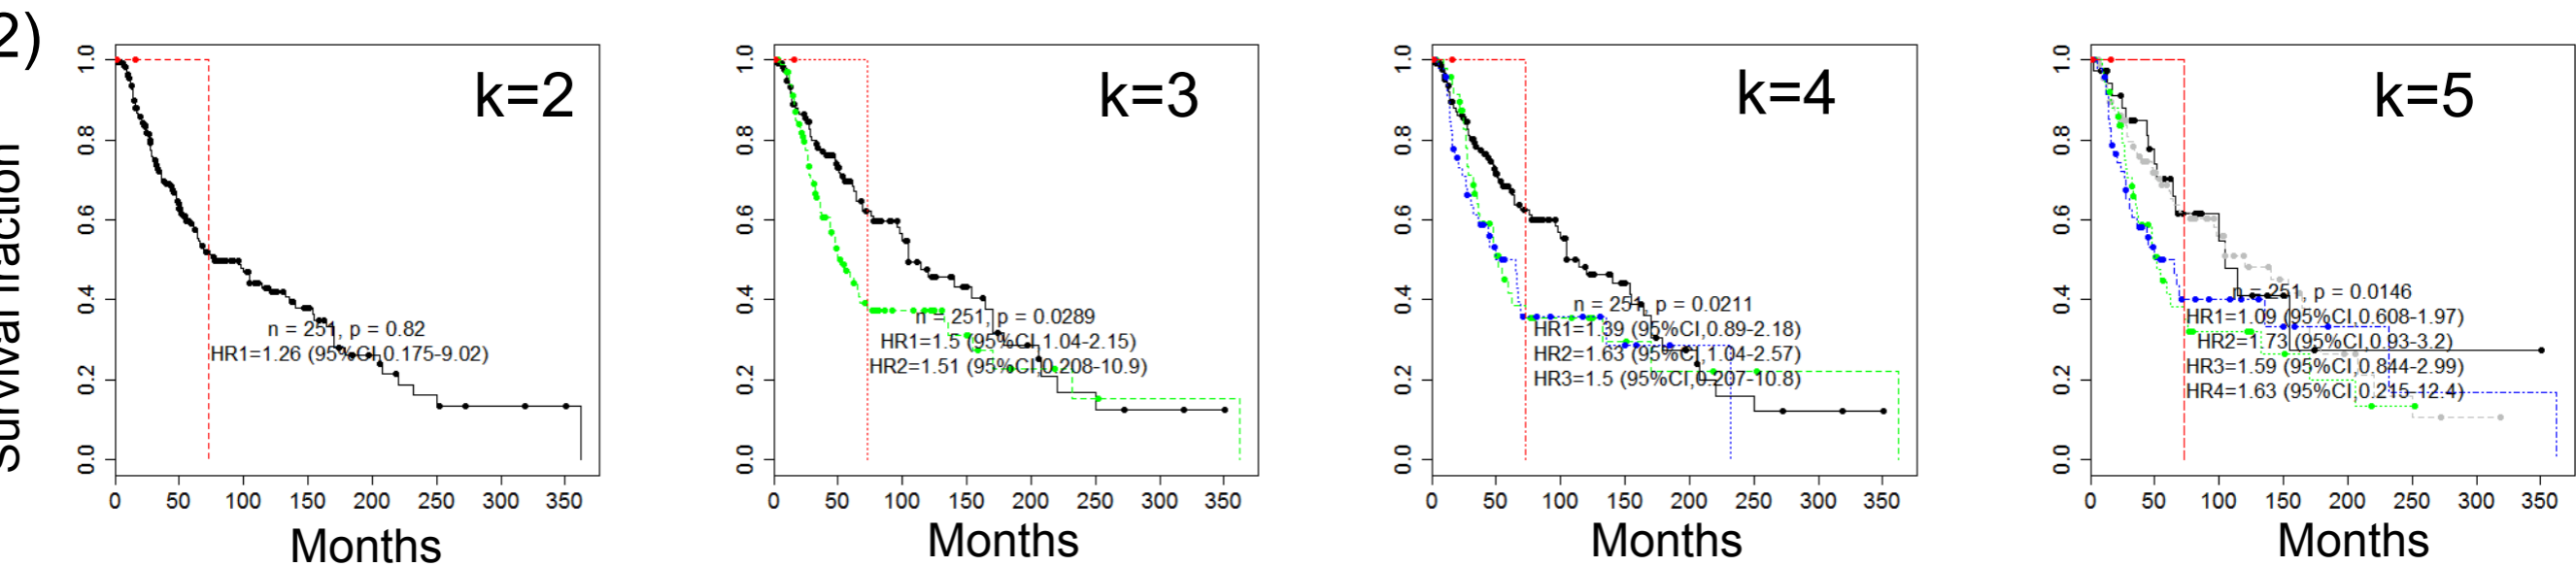 2)
survival fraction
k=2
1.0
0.8
0.6
0.4
0.2
0.0
n = 251, p = 0.82
HR1=1.26 (95%CI,0.175-9.02)
0 50 100 150 200 250 300 350
Months
k=3
1.0
0.8
0.6
0.4
0.2
0.0
n = 251, p = 0.0289
HR1=1.5 (95%CI,1.04-2.15)
HR2=1.51 (95%CI,0.208-10.9)
0 50 100 150 200 250 300 350
Months
k=4
1.0
0.8
0.6
0.4
0.2
0.0
n = 251, p = 0.0211
HR1=1.39 (95%CI,0.89-2.18)
HR2=1.63 (95%CI,1.04-2.57)
HR3=1.5 (95%CI,0.207-10.8)
0 50 100 150 200 250 300 350
Months
k=5
1.0
0.8
0.6
0.4
0.2
0.0
n = 251, p = 0.0146
HR1=1.09 (95%CI,0.608-1.97)
HR2=1.73 (95%CI,0.93-3.2)
HR3=1.59 (95%CI,0.844-2.99)
HR4=1.63 (95%CI,0.215-12.4)
0 50 100 150 200 250 300 350
Months